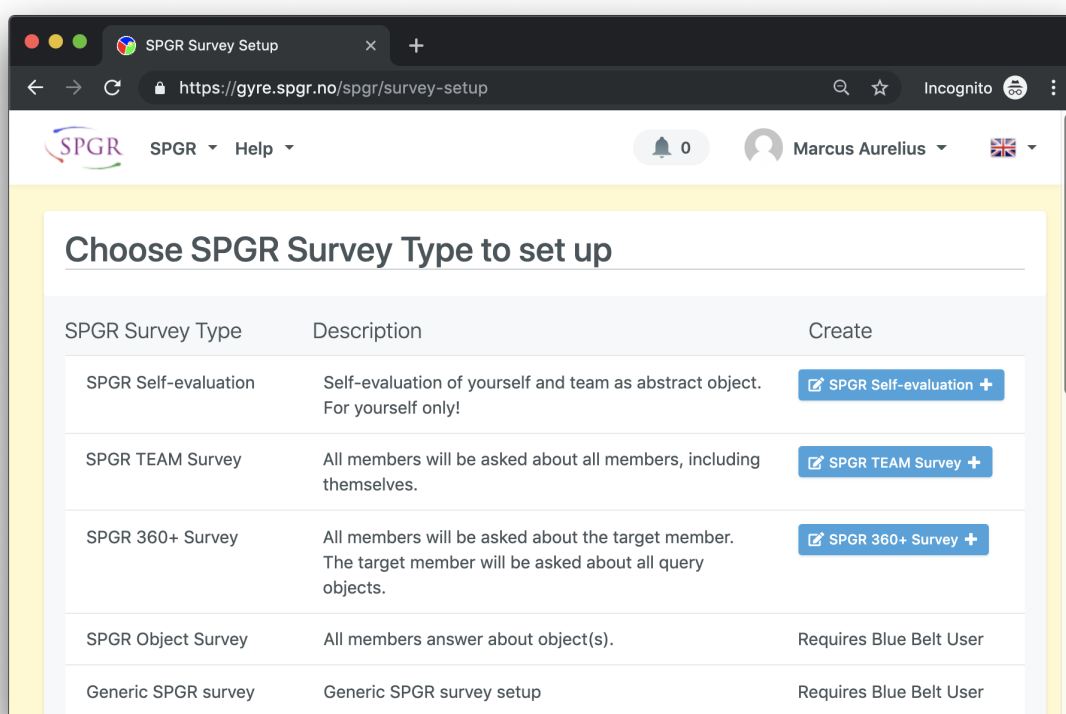 SPGR Survey Setup
https://gyre.spgr.no/spgr/survey-setup
Incognito
SPGR
SPGR
Help
0
Marcus Aurelius
Choose SPGR Survey Type to set up
SPGR Survey Type
Description
Create
SPGR Self-evaluation
Self-evaluation of yourself and team as abstract object.
For yourself only!
SPGR Self-evaluation
SPGR TEAM Survey
All members will be asked about all members, including
themselves.
SPGR TEAM Survey
SPGR 360+ Survey
All members will be asked about the target member.
The target member will be asked about all query
objects.
SPGR 360+ Survey
SPGR Object Survey
All members answer about object(s).
Requires Blue Belt User
Generic SPGR survey
Generic SPGR survey setup
Requires Blue Belt User